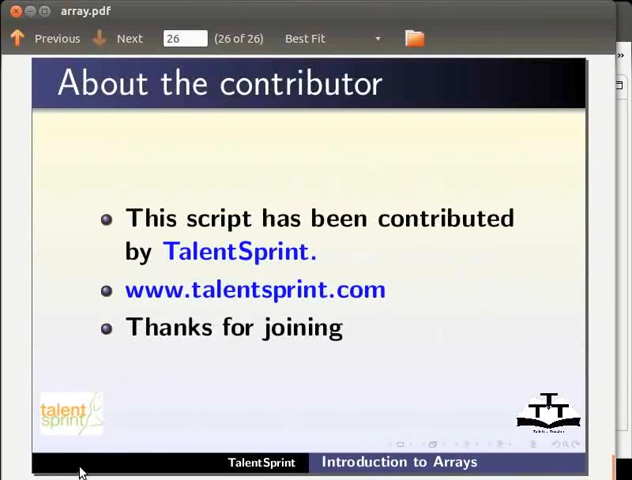 array.pdf
Previous Next 26 (26 of 26) Best Fit
About the contributor
This script has been contributed
by TalentSprint.
www.talentsprint.com
Thanks for joining
talent
sprint
TalentSprint Introduction to Arrays